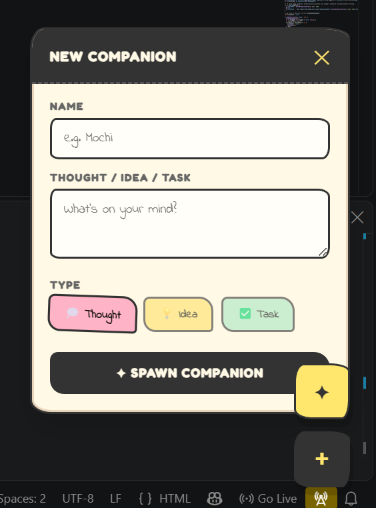 NEW COMPANION
NAME
e.g. Mochi
THOUGHT / IDEA / TASK
What's on your mind?
TYPE
Thought Idea Task
✦ SPAWN COMPANION
Spaces: 2 UTF-8 LF { } HTML Go Live